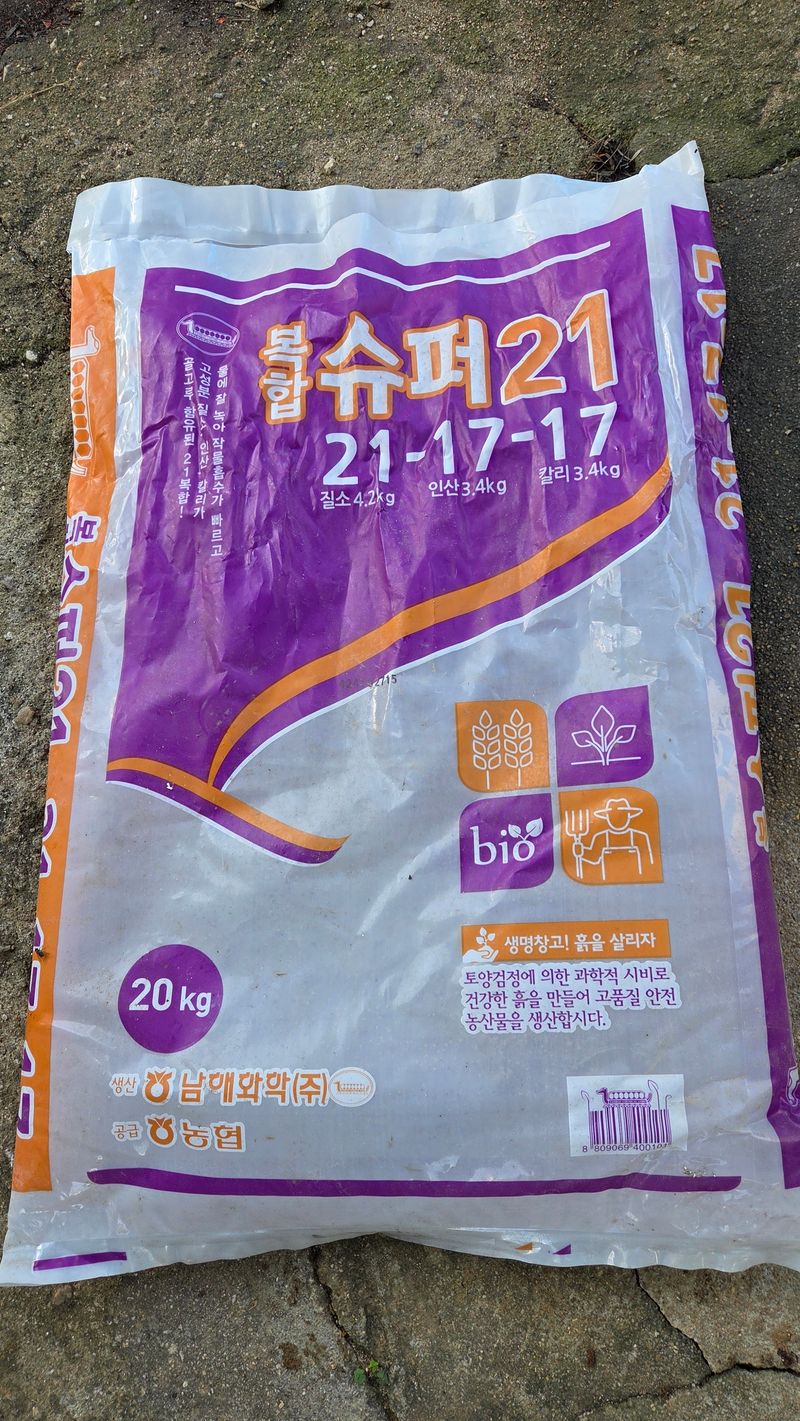 복합 슈퍼21
21-17-17
질소4.2kg 인산3.4kg 칼리3.4kg
물에 잘 녹아 작물흡수가 빠르고
고성분 질소·인산·칼리가
골고루 함유된 21복합!
bio
생명창고! 흙을 살리자
토양검정에 의한 과학적 시비로
건강한 흙을 만들어 고품질 안전
농산물을 생산합시다.
20kg
생산 남해화학(주)
공급 농협
8 809069 40010